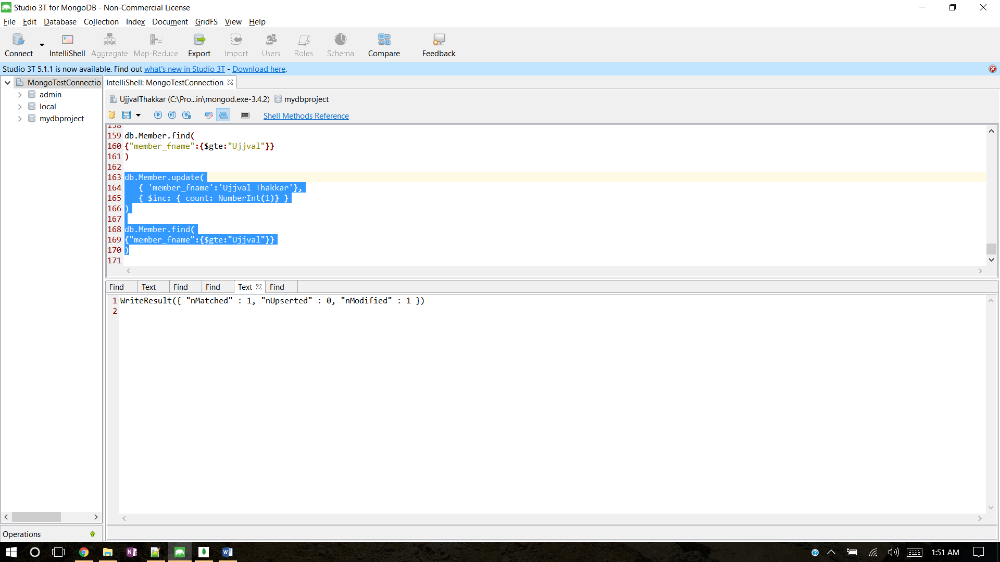 Studio 3T for MongoDB - Non-Commercial License
File Edit Database Collection Index Document GridFS View Help
Connect IntelliShell Aggregate Map-Reduce Export Import Users Roles Schema Compare Feedback
Studio 3T 5.1.1 is now available. Find out what's new in Studio 3T - Download here.
MongoTestConnectio
admin
local
mydbproject
IntelliShell: MongoTestConnection
UjjvalThakkar (C:\Pro...in\mongod.exe-3.4.2) mydbproject
Shell Methods Reference
158
159 db.Member.find(
160 {"member_fname":{$gte:"Ujjval"}}
161 )
162
163 db.Member.update(
164 { 'member_fname':'Ujjval Thakkar'},
165 { $inc: { count: NumberInt(1)} }
166 )
167
168 db.Member.find(
169 {"member_fname":{$gte:"Ujjval"}}
170 )
171
Find Text Find Find Text Find
1 WriteResult({ "nMatched" : 1, "nUpserted" : 0, "nModified" : 1 })
2
Operations
1:51 AM